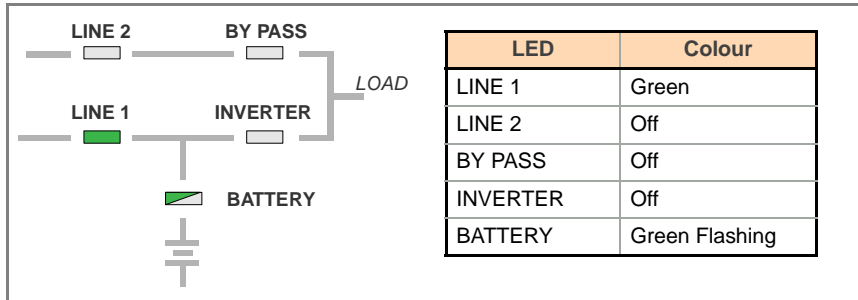 LINE 2 BY PASS
LOAD
LINE 1 INVERTER
BATTERY
LED Colour
LINE 1 Green
LINE 2 Off
BY PASS Off
INVERTER Off
BATTERY Green Flashing